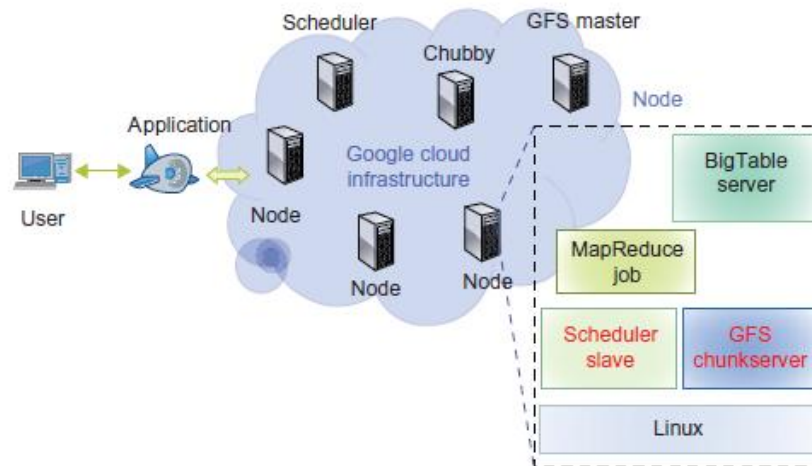 Scheduler
GFS master
Chubby
Node
Application
Google cloud
infrastructure
User
Node
Node
Node
BigTable
server
MapReduce
job
Scheduler
slave
GFS
chunkserver
Linux